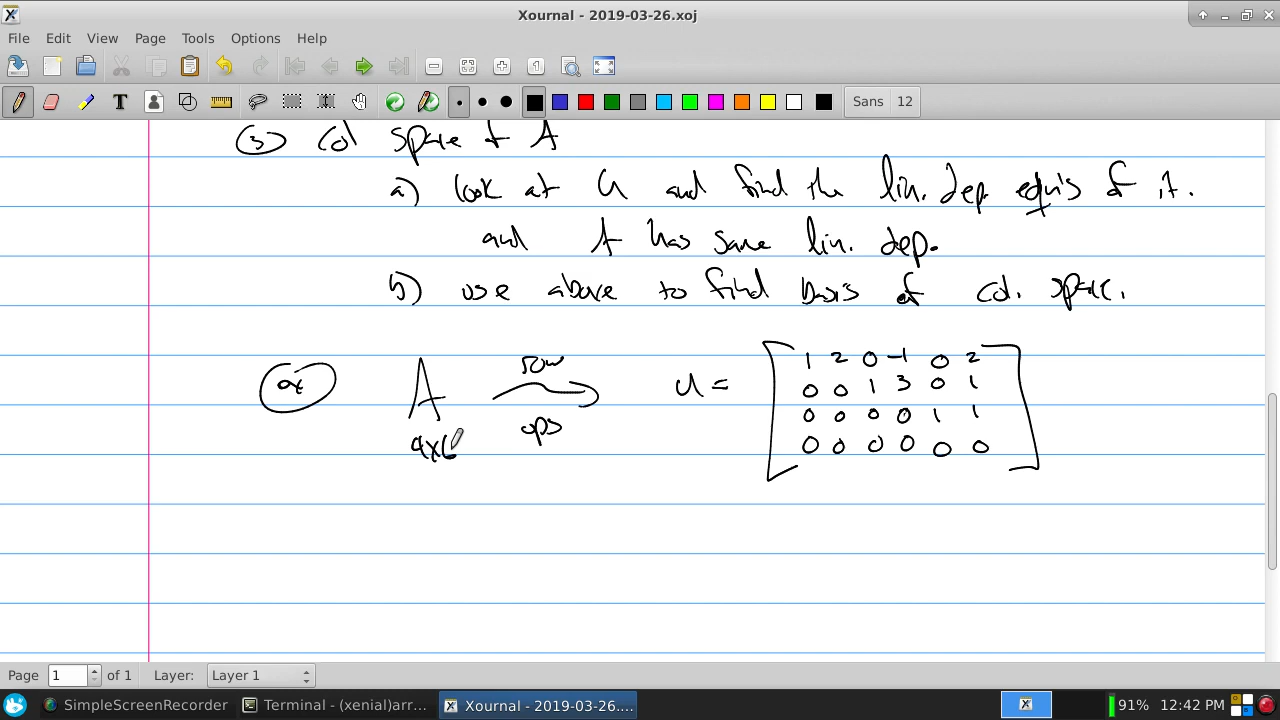 Xournal - 2019-03-26.xoj
File Edit View Page Tools Options Help
Sans 12
③ col space of A
a) look at U and find the lin. dep. eqn's of it.
and A has same lin. dep.
b) use above to find basis of col. space.
ex A row ops U = [1 2 0 -1 0 2
0 0 1 3 0 1
4x6 0 0 0 0 1 1
0 0 0 0 0 0]
Page 1 of 1 Layer: Layer 1
SimpleScreenRecorder Terminal - (xenial)arr... Xournal - 2019-03-26.... 91% 12:42 PM